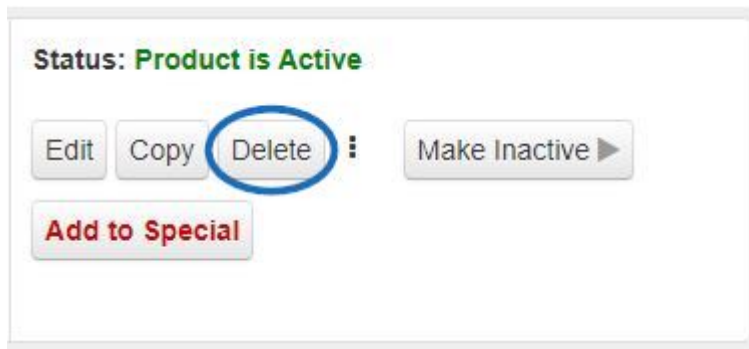 Status: Product is Active
Edit Copy Delete Make Inactive
Add to Special